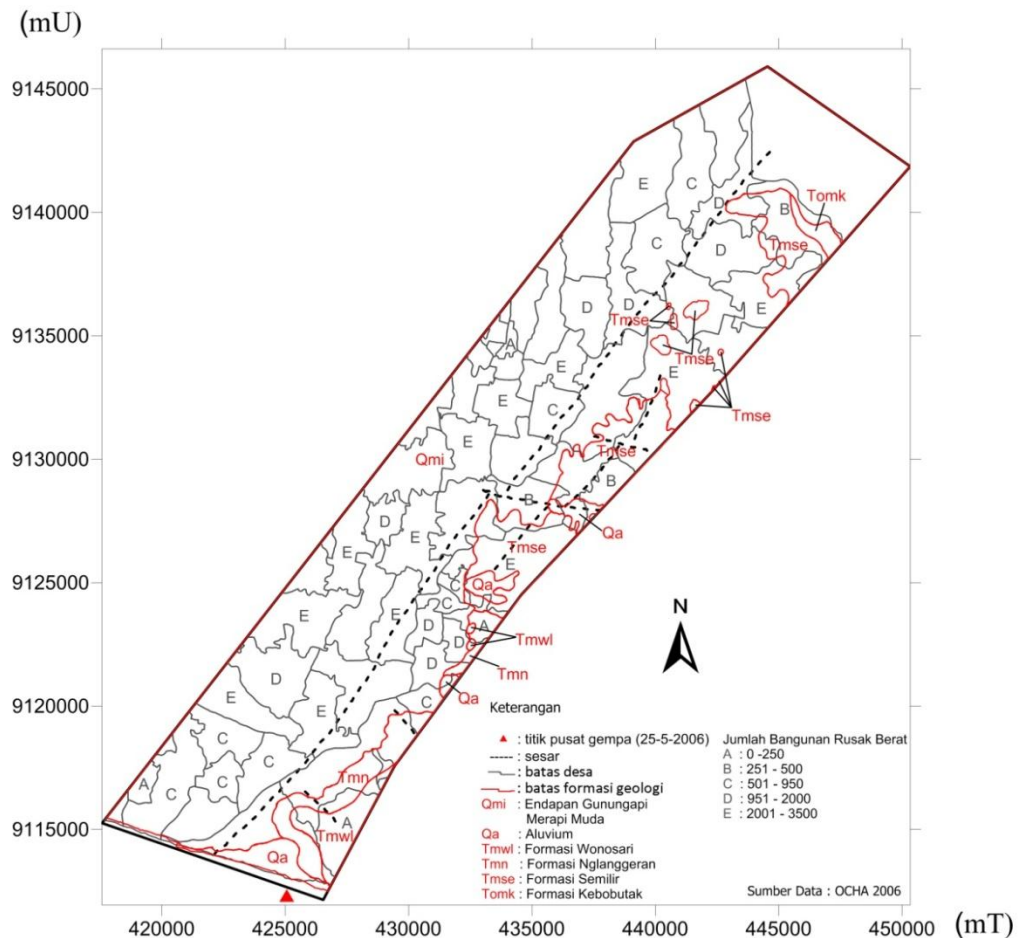 (mU)
9145000
9140000
9135000
9130000
9125000
9120000
9115000
E
C
D
B
Tomk
C
D
Tmse
D
D
E
Tmse
A
Tmse
E
E
E
C
Tmse
E
Tmse
Qmi
B
B
D
Qa
E
E
Tmse
E
Qa
C
C
E
E
D
A
Tmwl
D
D
D
Tmn
E
D
Qa
C
E
C
C
Tmn
A
C
C
A
Tmwl
Qa
N
Keterangan
: titik pusat gempa (25-5-2006)
: sesar
: batas desa
: batas formasi geologi
Qmi : Endapan Gunungapi
Merapi Muda
Qa : Aluvium
Tmwl : Formasi Wonosari
Tmn : Formasi Nglanggeran
Tmse : Formasi Semilir
Tomk : Formasi Kebobutak
Jumlah Bangunan Rusak Berat
A : 0 -250
B : 251 - 500
C : 501 - 950
D : 951 - 2000
E : 2001 - 3500
Sumber Data : OCHA 2006
420000 425000 430000 435000 440000 445000 450000 (mT)